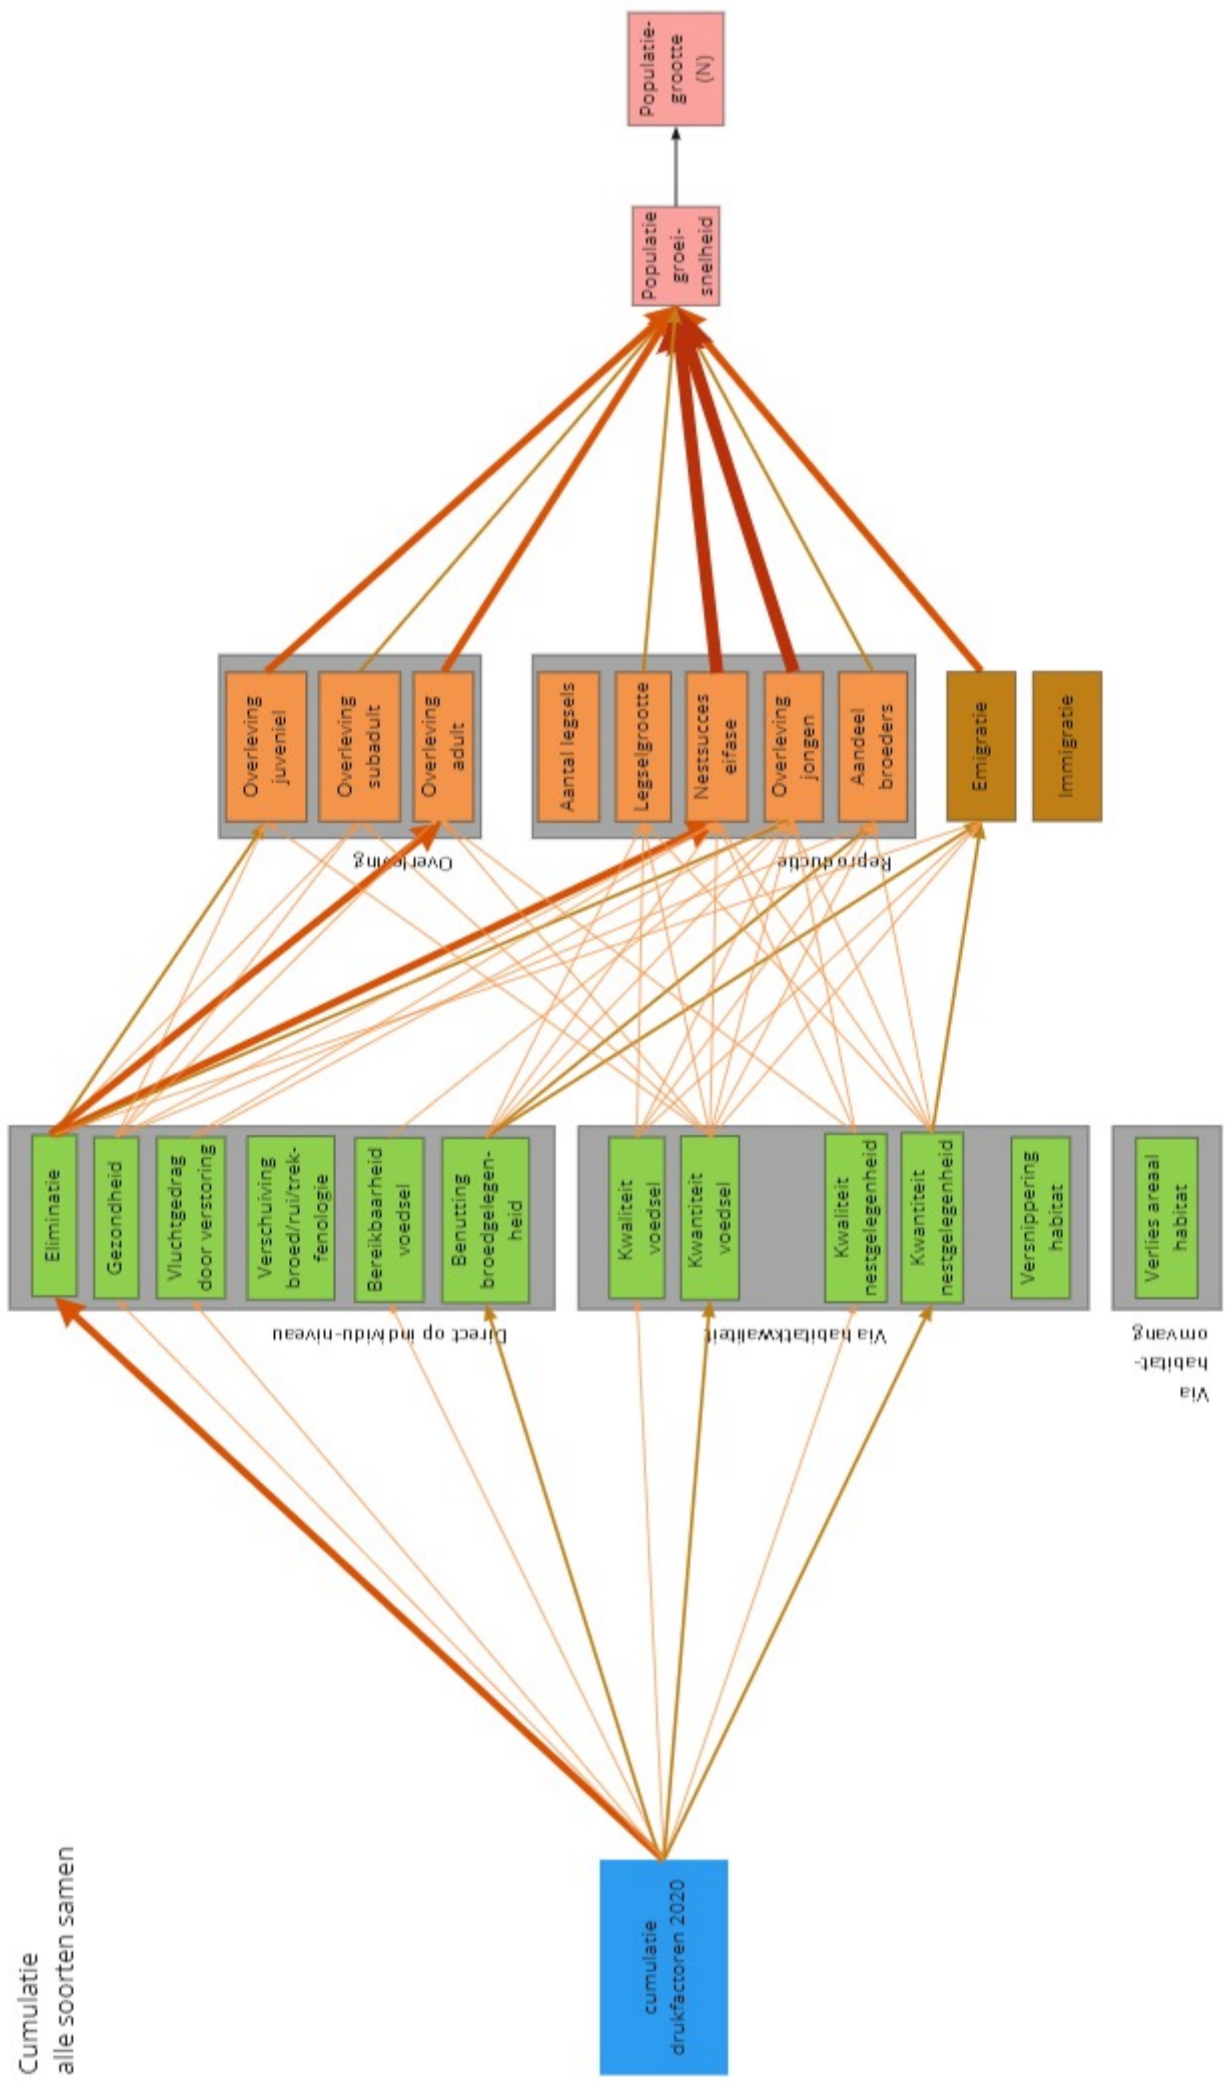 Cumulatie
alle soorten samen
cumulatie
drukfactoren 2020
Direct op individu-niveau
Eliminatie
Gezondheid
Vluchtgedrag
door verstoring
Verschuiving
broed/rui/trek-
fenologie
Bereikbaarheid
voedsel
Benutting
broedgelegen-
heid
Via habitatkwaliteit
Kwaliteit
voedsel
Kwantiteit
voedsel
Kwaliteit
nestgelegenheid
Kwantiteit
nestgelegenheid
Versnippering
habitat
Via
habitat-
omvang
Verlies areaal
habitat
Overleving
Overleving
juveniel
Overleving
subadult
Overleving
adult
Reproductie
Aantal legsels
Legselgrootte
Nestsucces
eifase
Overleving
jongen
Aandeel
broeders
Emigratie
Immigratie
Populatie
groei-
snelheid
Populatie-
grootte
(N)